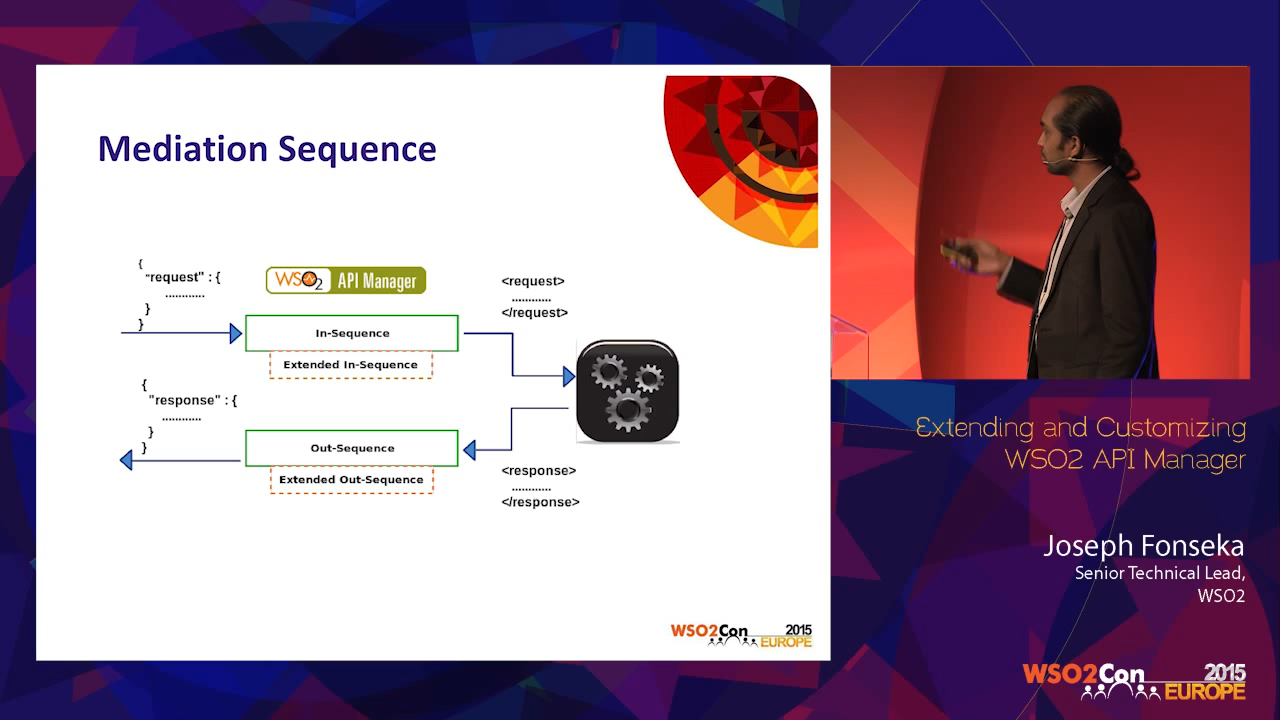 Mediation Sequence
{
"request" : {
............
}
}
WSO2 API Manager
<request>
............
</request>
In-Sequence
Extended In-Sequence
{
"response" : {
............
}
}
Out-Sequence
Extended Out-Sequence
<response>
............
</response>
WSO2Con 2015
EUROPE
Extending and Customizing
WSO2 API Manager
Joseph Fonseka
Senior Technical Lead,
WSO2
WSO2Con 2015
EUROPE